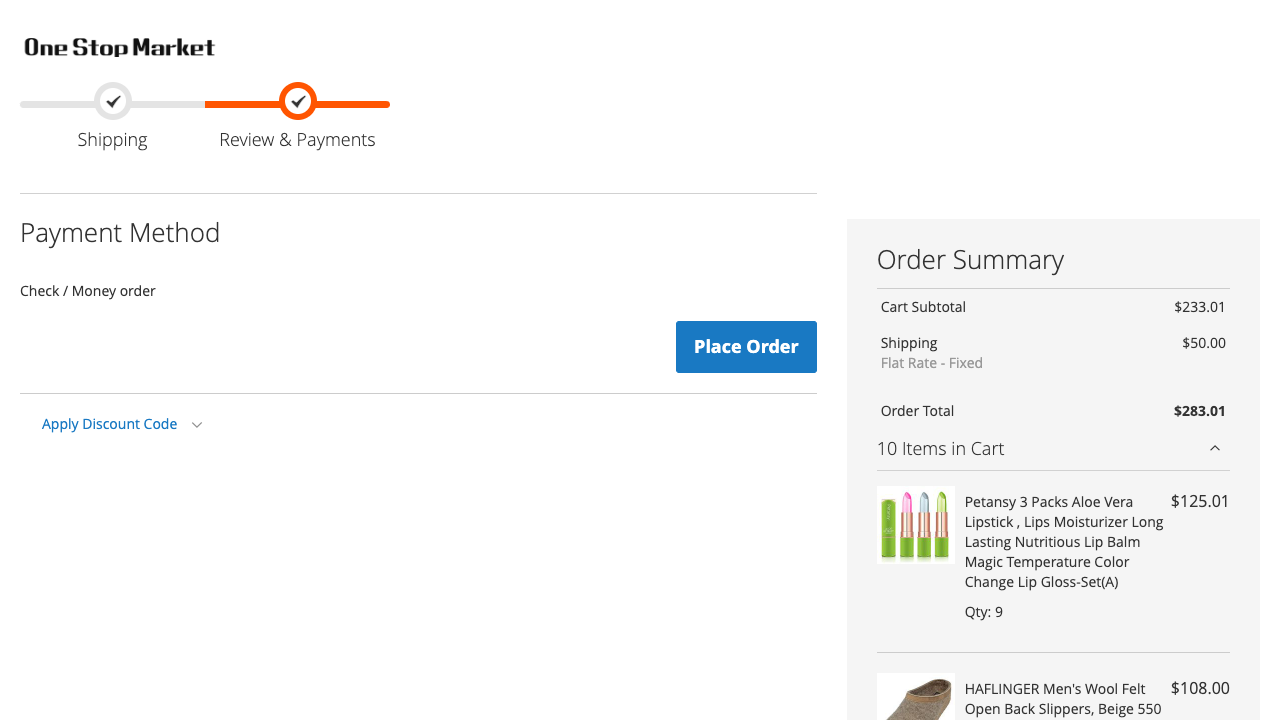 One Stop Market
Shipping
Review & Payments
Payment Method
Check / Money order
Place Order
Apply Discount Code
Order Summary
Cart Subtotal $233.01
Shipping $50.00
Flat Rate - Fixed
Order Total $283.01
10 Items in Cart
Petansy 3 Packs Aloe Vera $125.01
Lipstick , Lips Moisturizer Long
Lasting Nutritious Lip Balm
Magic Temperature Color
Change Lip Gloss-Set(A)
Qty: 9
HAFLINGER Men's Wool Felt $108.00
Open Back Slippers, Beige 550